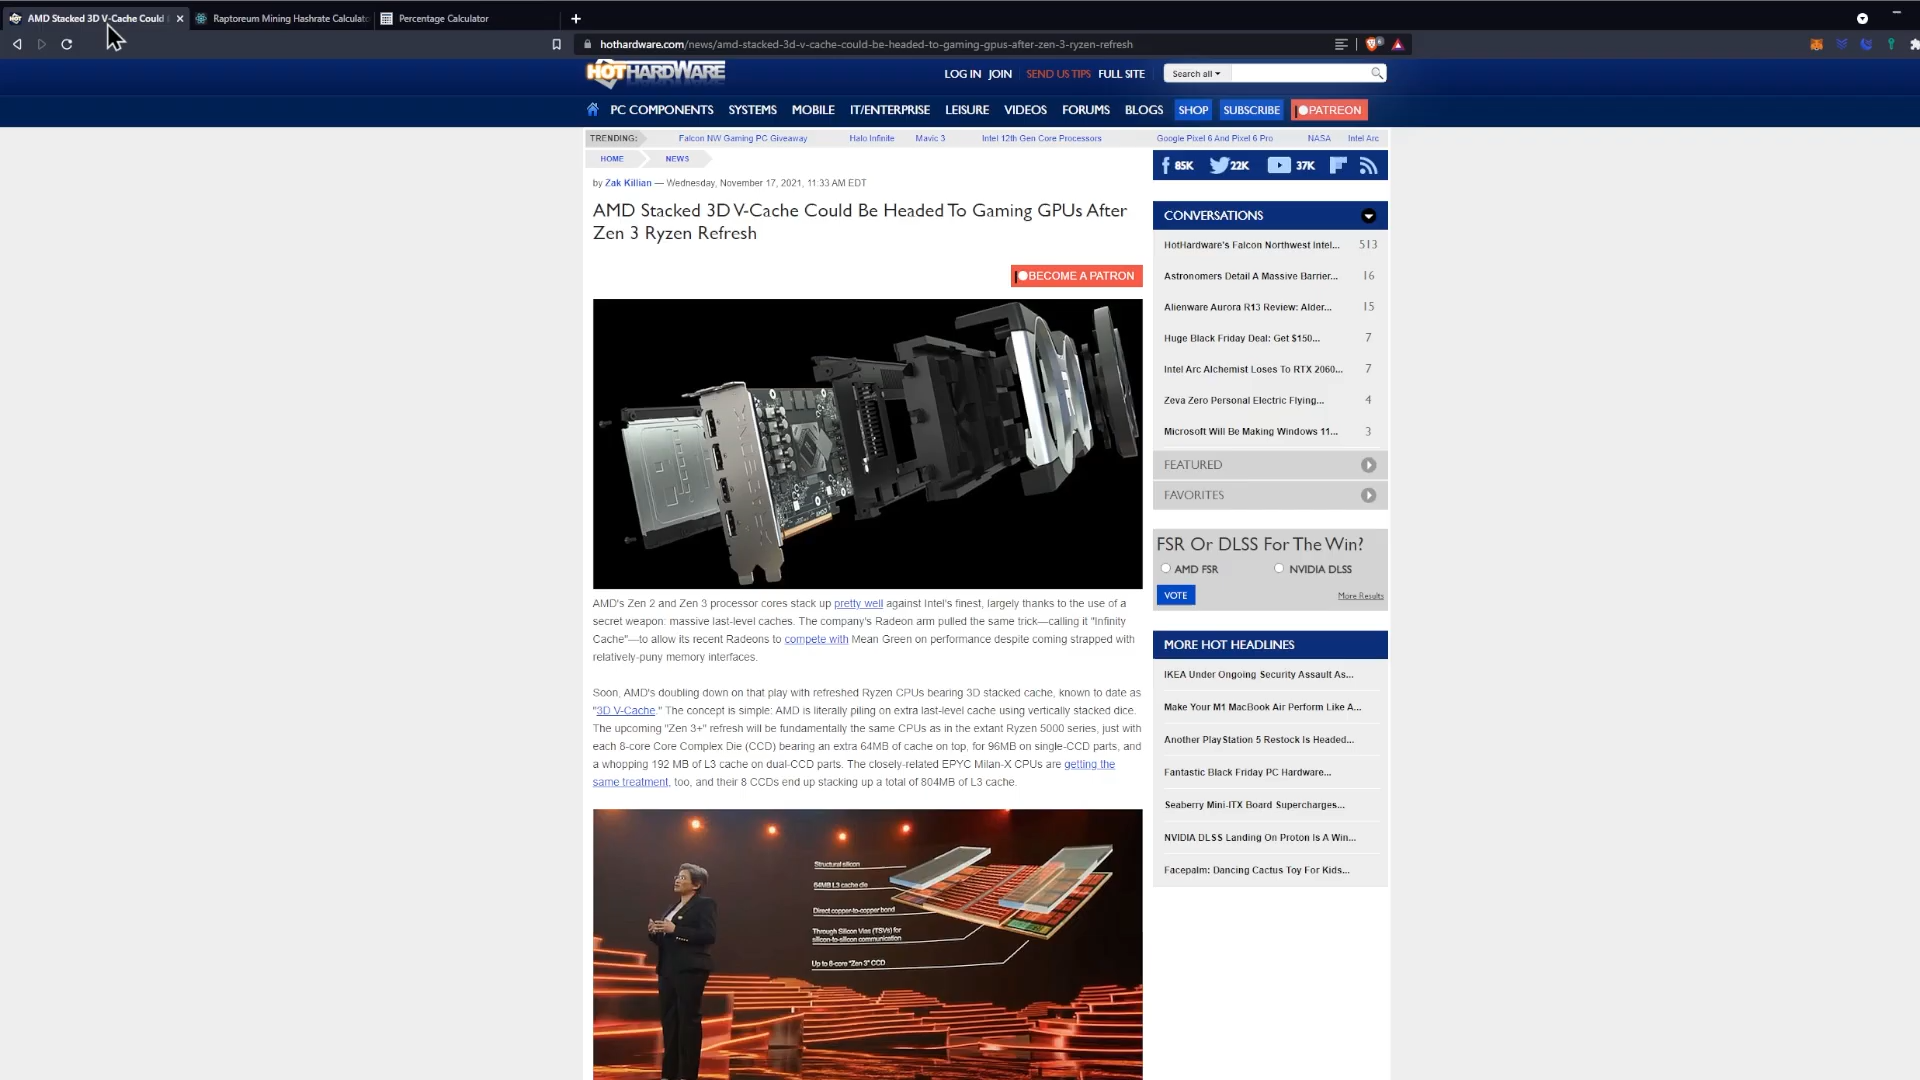 AMD Stacked 3D V-Cache Could
Raptoreum Mining Hashrate Calculat
Percentage Calculator
hothardware.com/news/amd-stacked-3d-v-cache-could-be-headed-to-gaming-gpus-after-zen-3-ryzen-refresh
HOTHARDWARE
LOG IN JOIN SEND US TIPS FULL SITE
Search all
PC COMPONENTS SYSTEMS MOBILE IT/ENTERPRISE LEISURE VIDEOS FORUMS BLOGS SHOP SUBSCRIBE PATREON
TRENDING: Falcon NW Gaming PC Giveaway Halo Infinite Mavic 3 Intel 12th Gen Core Processors Google Pixel 6 And Pixel 6 Pro NASA Intel Arc
HOME NEWS
by Zak Killian — Wednesday, November 17, 2021, 11:33 AM EDT
AMD Stacked 3D V-Cache Could Be Headed To Gaming GPUs After
Zen 3 Ryzen Refresh
BECOME A PATRON
AMD's Zen 2 and Zen 3 processor cores stack up pretty well against Intel's finest, largely thanks to the use of a
secret weapon: massive last-level caches. The company's Radeon arm pulled the same trick—calling it "Infinity
Cache"—to allow its recent Radeons to compete with Mean Green on performance despite coming strapped with
relatively-puny memory interfaces.
Soon, AMD's doubling down on that play with refreshed Ryzen CPUs bearing 3D stacked cache, known to date as
"3D V-Cache." The concept is simple: AMD is literally piling on extra last-level cache using vertically stacked dice.
The upcoming "Zen 3+" refresh will be fundamentally the same CPUs as in the extant Ryzen 5000 series, just with
each 8-core Core Complex Die (CCD) bearing an extra 64MB of cache on top, for 96MB on single-CCD parts, and
a whopping 192 MB of L3 cache on dual-CCD parts. The closely-related EPYC Milan-X CPUs are getting the
same treatment, too, and their 8 CCDs end up stacking up a total of 804MB of L3 cache.
Structural silicon
64MB L3 cache die
Direct copper-to-copper bond
Through Silicon Vias (TSVs) for
silicon-to-silicon communication
Up to 8-core "Zen 3" CCD
85K 22K 37K
CONVERSATIONS
HotHardware's Falcon Northwest Intel... 513
Astronomers Detail A Massive Barrier... 16
Alienware Aurora R13 Review: Alder... 15
Huge Black Friday Deal: Get $150... 7
Intel Arc Alchemist Loses To RTX 2060... 7
Zeva Zero Personal Electric Flying... 4
Microsoft Will Be Making Windows 11... 3
FEATURED
FAVORITES
FSR Or DLSS For The Win?
AMD FSR NVIDIA DLSS
VOTE More Results
MORE HOT HEADLINES
IKEA Under Ongoing Security Assault As...
Make Your M1 MacBook Air Perform Like A...
Another PlayStation 5 Restock Is Headed...
Fantastic Black Friday PC Hardware...
Seaberry Mini-ITX Board Supercharges...
NVIDIA DLSS Landing On Proton Is A Win...
Facepalm: Dancing Cactus Toy For Kids...